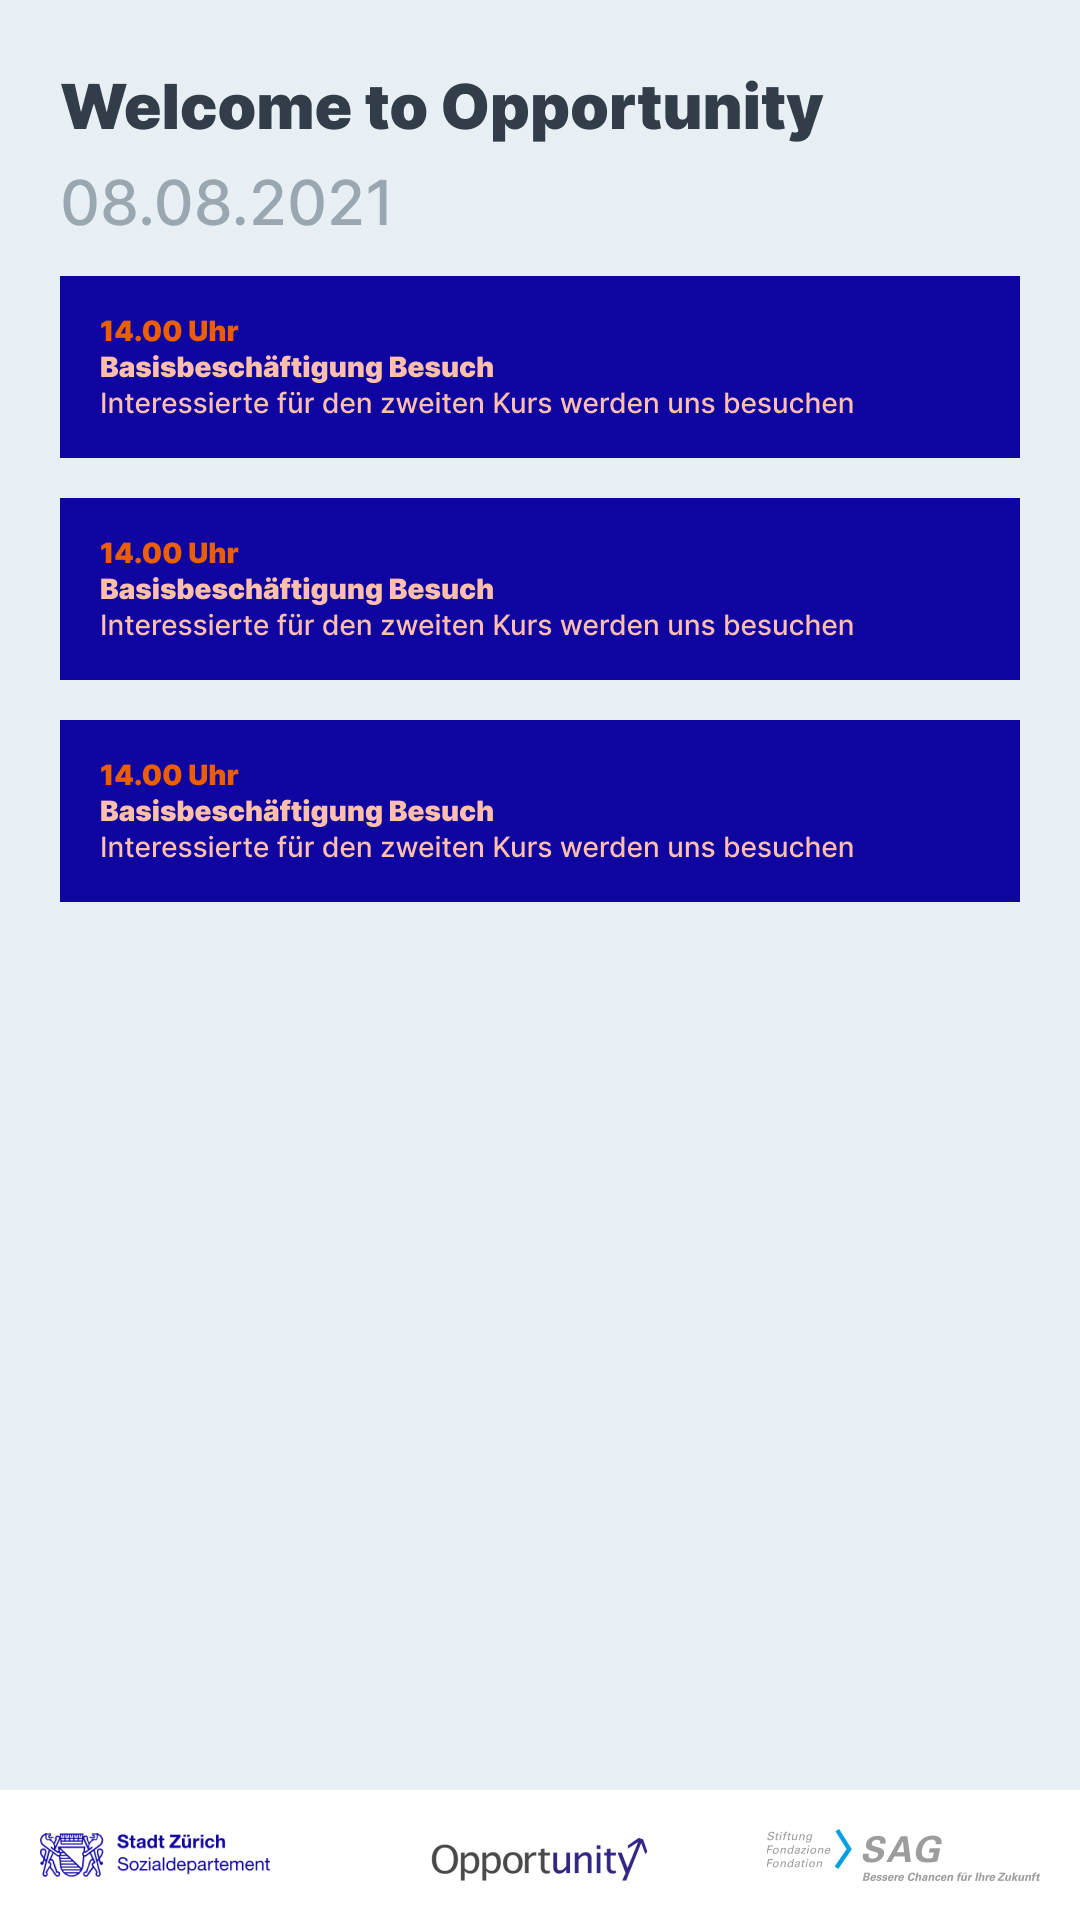 Welcome to Opportunity
08.08.2021
14.00 Uhr
Basisbeschäftigung Besuch
Interessierte für den zweiten Kurs werden uns besuchen
14.00 Uhr
Basisbeschäftigung Besuch
Interessierte für den zweiten Kurs werden uns besuchen
14.00 Uhr
Basisbeschäftigung Besuch
Interessierte für den zweiten Kurs werden uns besuchen
Stadt Zürich
Sozialdepartement
Opportunity
Stiftung
Fondazione
Fondation
SAG
Bessere Chancen für Ihre Zukunft